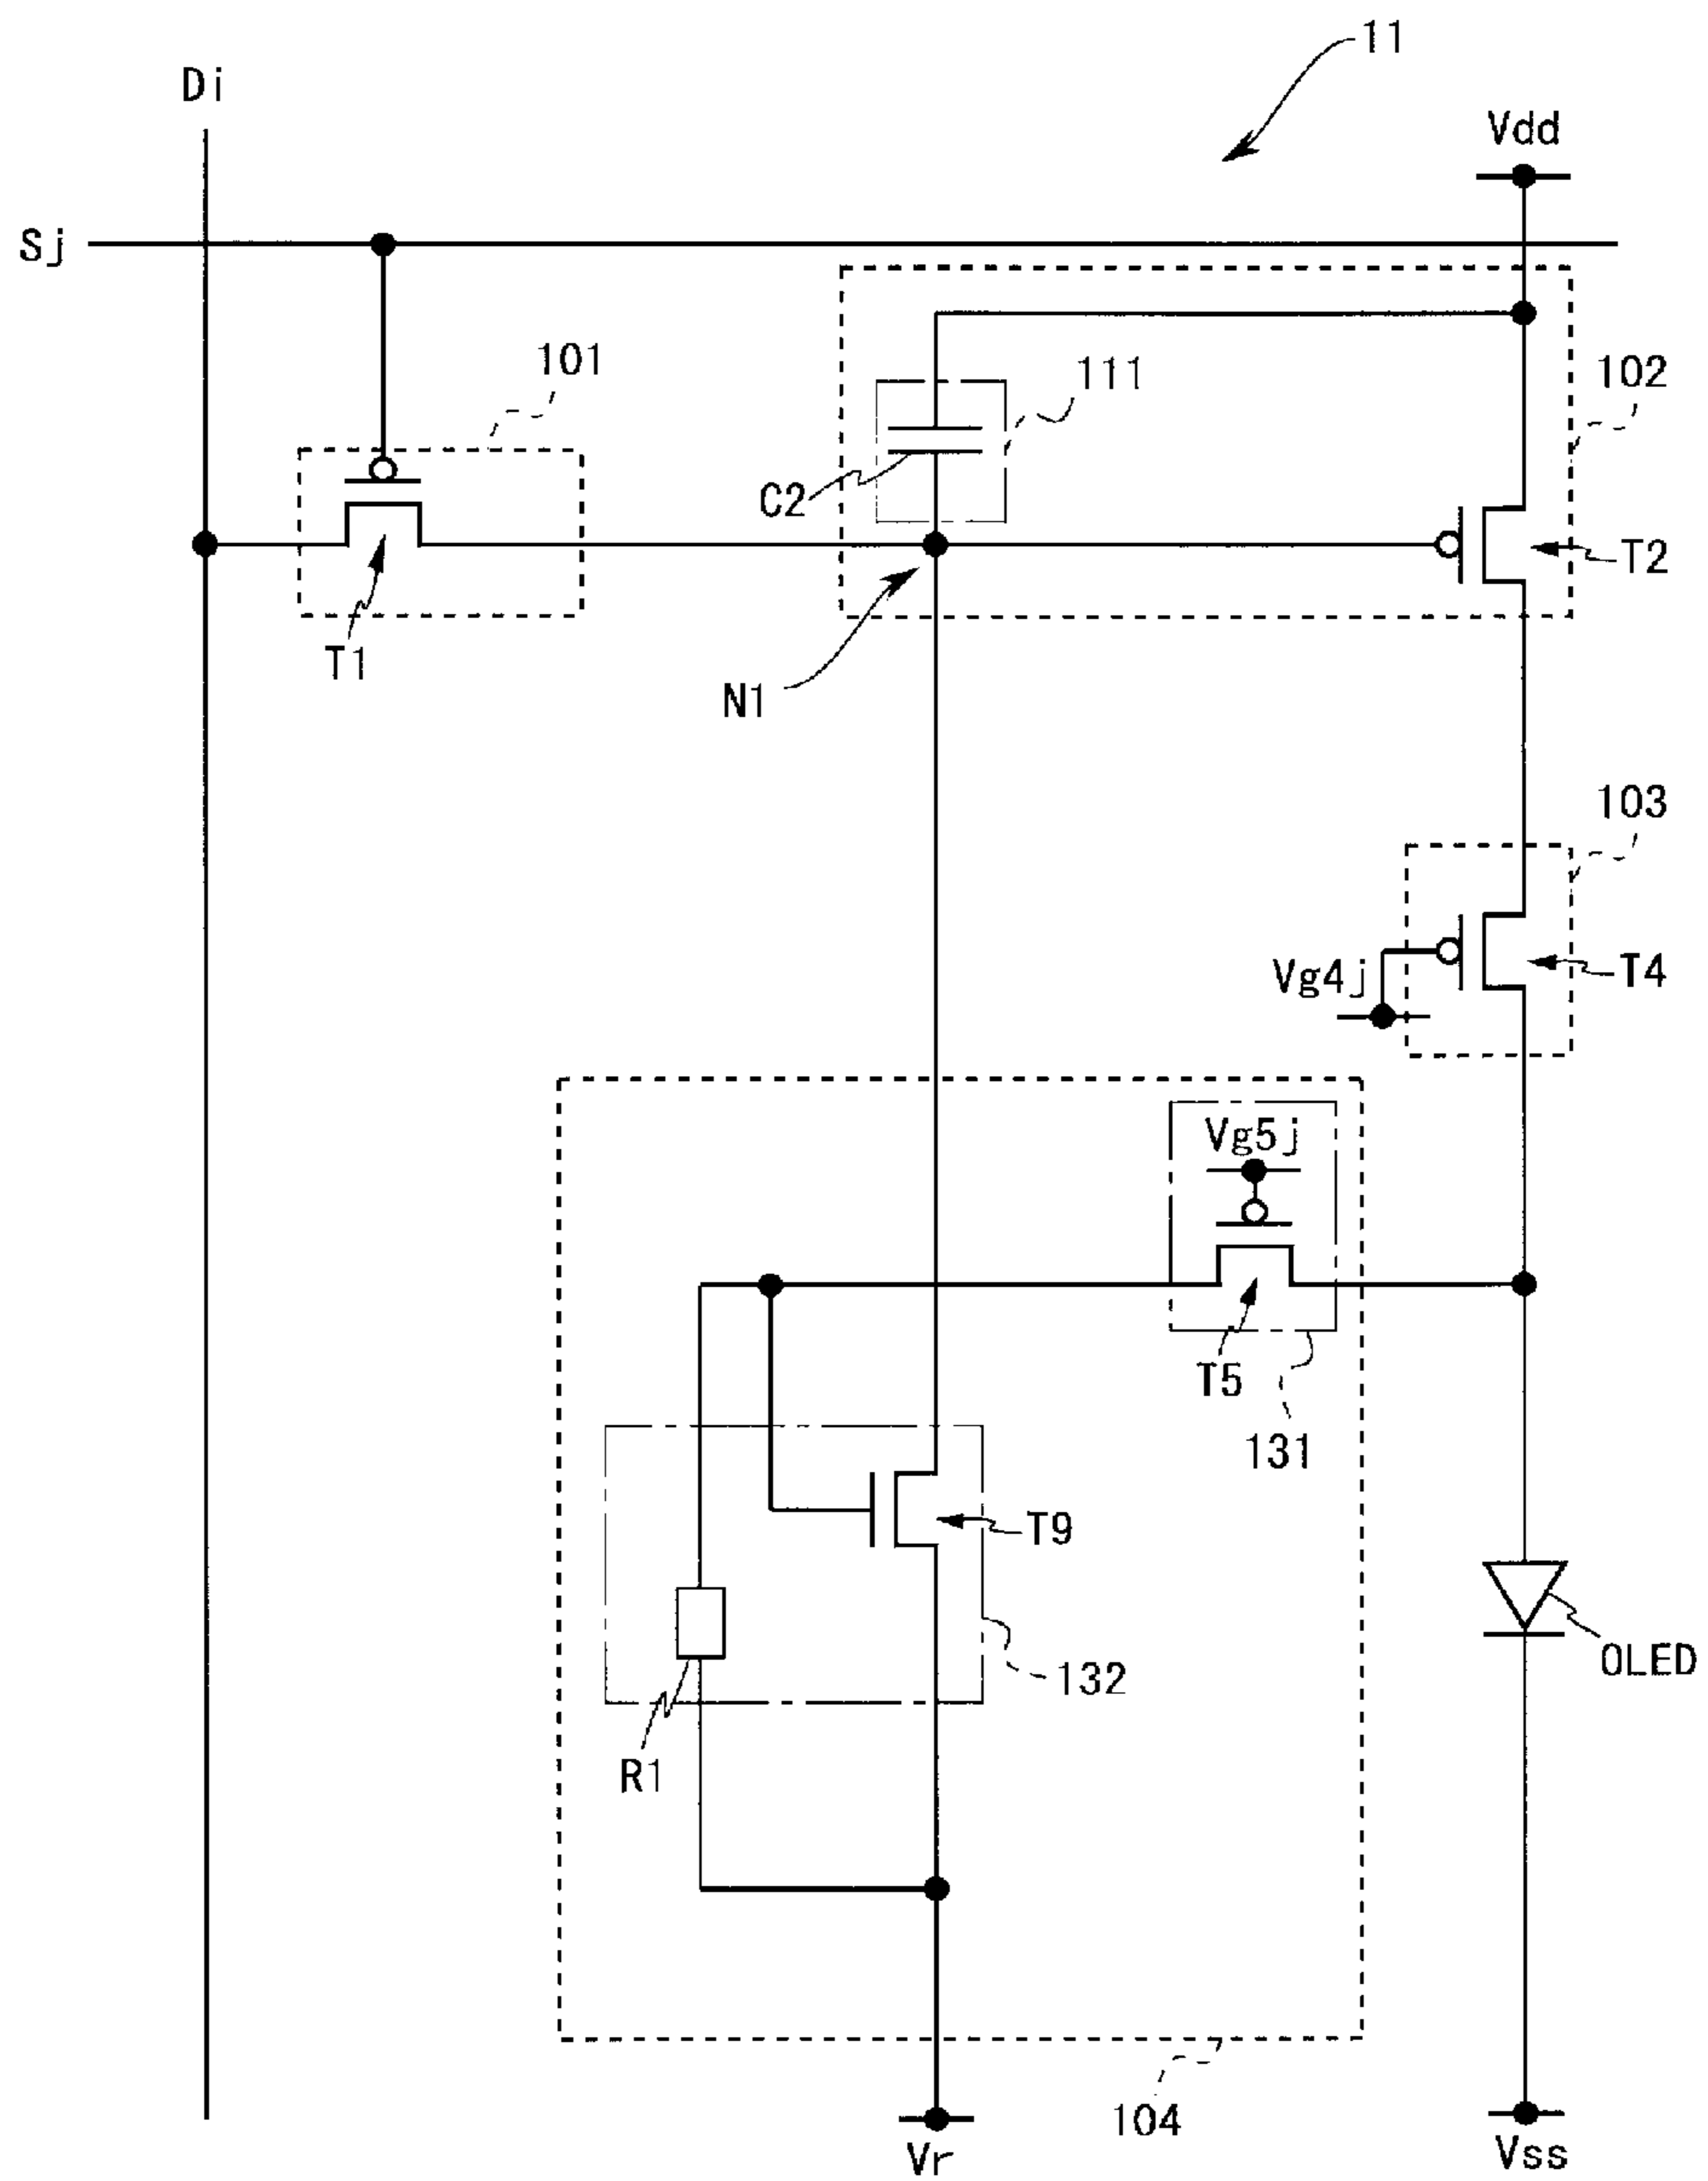 11
Di
Vdd
Sj
101
111
102
C2
T2
T1
N1
103
Vg4j
T4
Vg5j
T5
131
T9
132
R1
OLED
104
Vr
Vss